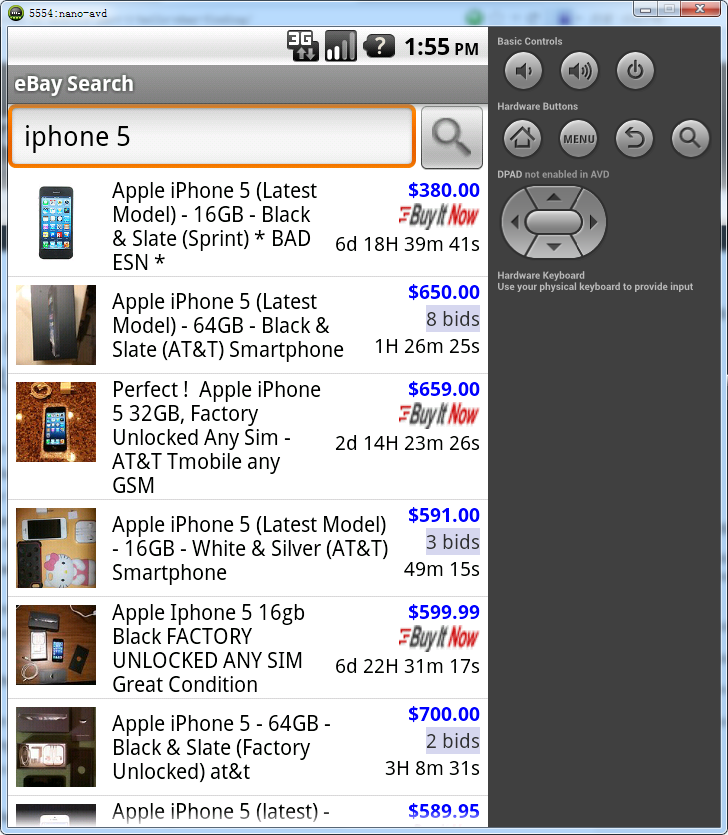 5554:nano-avd
3G
?
1:55 PM
eBay Search
iphone 5
Apple iPhone 5 (Latest
Model) - 16GB - Black
& Slate (Sprint) * BAD
ESN *
$380.00
Buy It Now
6d 18H 39m 41s
Apple iPhone 5 (Latest
Model) - 64GB - Black &
Slate (AT&T) Smartphone
$650.00
8 bids
1H 26m 25s
Perfect !  Apple iPhone
5 32GB, Factory
Unlocked Any Sim -
AT&T Tmobile any
GSM
$659.00
Buy It Now
2d 14H 23m 26s
Apple iPhone 5 (Latest Model)
- 16GB - White & Silver (AT&T)
Smartphone
$591.00
3 bids
49m 15s
Apple Iphone 5 16gb
Black FACTORY
UNLOCKED ANY SIM
Great Condition
$599.99
Buy It Now
6d 22H 31m 17s
Apple iPhone 5 - 64GB -
Black & Slate (Factory
Unlocked) at&t
$700.00
2 bids
3H 8m 31s
Apple iPhone 5 (latest) -
$589.95
Basic Controls
Hardware Buttons
MENU
DPAD not enabled in AVD
Hardware Keyboard
Use your physical keyboard to provide input